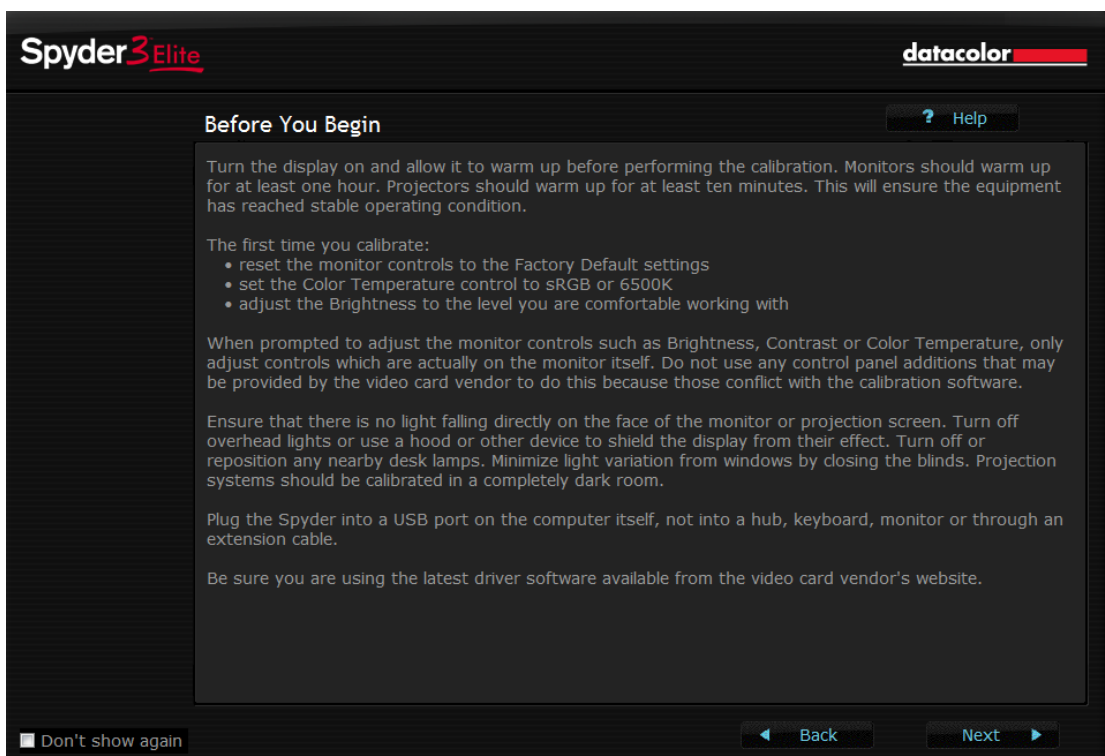 Spyder3Elite
datacolor
Before You Begin
? Help
Turn the display on and allow it to warm up before performing the calibration. Monitors should warm up
for at least one hour. Projectors should warm up for at least ten minutes. This will ensure the equipment
has reached stable operating condition.
The first time you calibrate:
• reset the monitor controls to the Factory Default settings
• set the Color Temperature control to sRGB or 6500K
• adjust the Brightness to the level you are comfortable working with
When prompted to adjust the monitor controls such as Brightness, Contrast or Color Temperature, only
adjust controls which are actually on the monitor itself. Do not use any control panel additions that may
be provided by the video card vendor to do this because those conflict with the calibration software.
Ensure that there is no light falling directly on the face of the monitor or projection screen. Turn off
overhead lights or use a hood or other device to shield the display from their effect. Turn off or
reposition any nearby desk lamps. Minimize light variation from windows by closing the blinds. Projection
systems should be calibrated in a completely dark room.
Plug the Spyder into a USB port on the computer itself, not into a hub, keyboard, monitor or through an
extension cable.
Be sure you are using the latest driver software available from the video card vendor's website.
Don't show again
Back
Next